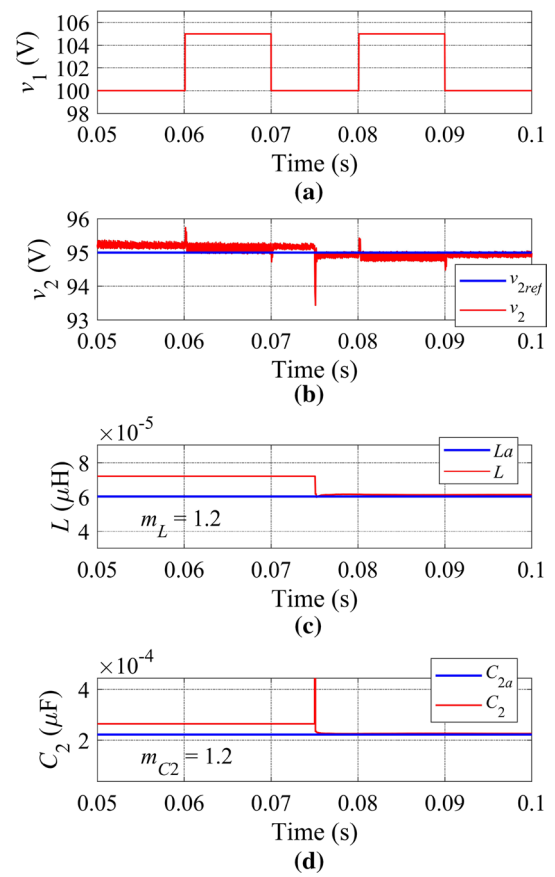 106
104
102
100
98
v1 (V)
0.05 0.06 0.07 0.08 0.09 0.1
Time (s)
(a)
96
95
94
93
v2 (V)
v2ref
v2
0.05 0.06 0.07 0.08 0.09 0.1
Time (s)
(b)
×10-5
8
6
4
L (μH)
La
L
mL = 1.2
0.05 0.06 0.07 0.08 0.09 0.1
Time (s)
(c)
×10-4
4
2
C2 (μF)
C2a
C2
mC2 = 1.2
0.05 0.06 0.07 0.08 0.09 0.1
Time (s)
(d)